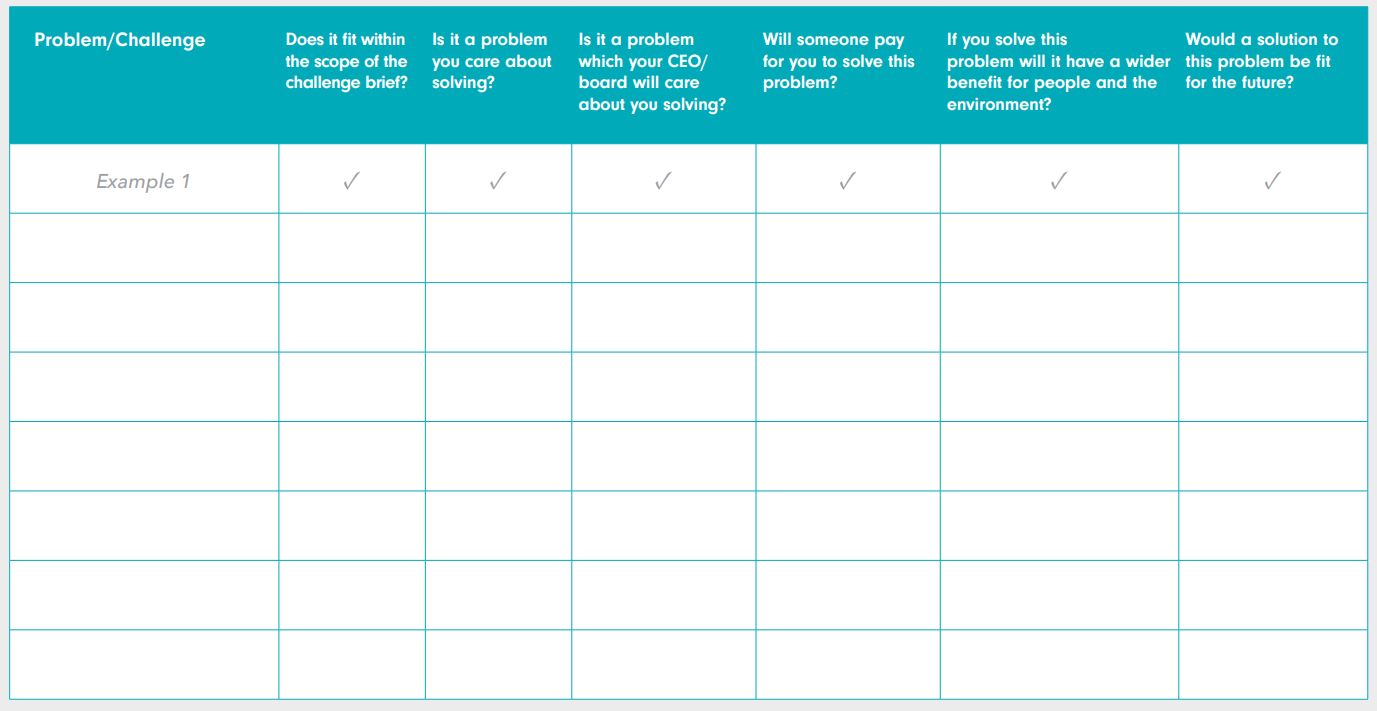 Problem/Challenge
Does it fit within
the scope of the
challenge brief?
Is it a problem
you care about
solving?
Is it a problem
which your CEO/
board will care
about you solving?
Will someone pay
for you to solve this
problem?
If you solve this
problem will it have a wider
benefit for people and the
environment?
Would a solution to
this problem be fit
for the future?
Example 1 ✓ ✓ ✓ ✓ ✓ ✓